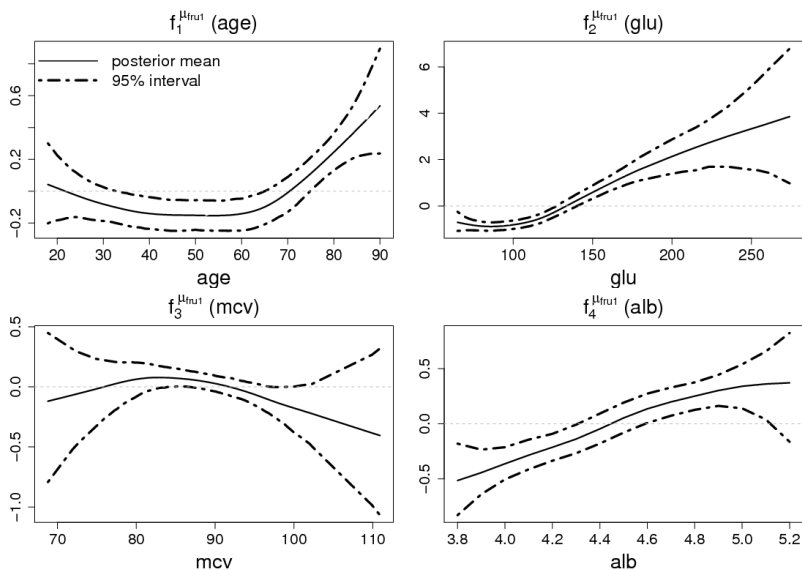 f₁^μfru1 (age)
posterior mean
95% interval
−0.2 0.2 0.6
20 30 40 50 60 70 80 90
age
f₂^μfru1 (glu)
0 2 4 6
100 150 200 250
glu
f₃^μfru1 (mcv)
−1.0 −0.5 0.0 0.5
70 80 90 100 110
mcv
f₄^μfru1 (alb)
−0.5 0.0 0.5
3.8 4.0 4.2 4.4 4.6 4.8 5.0 5.2
alb